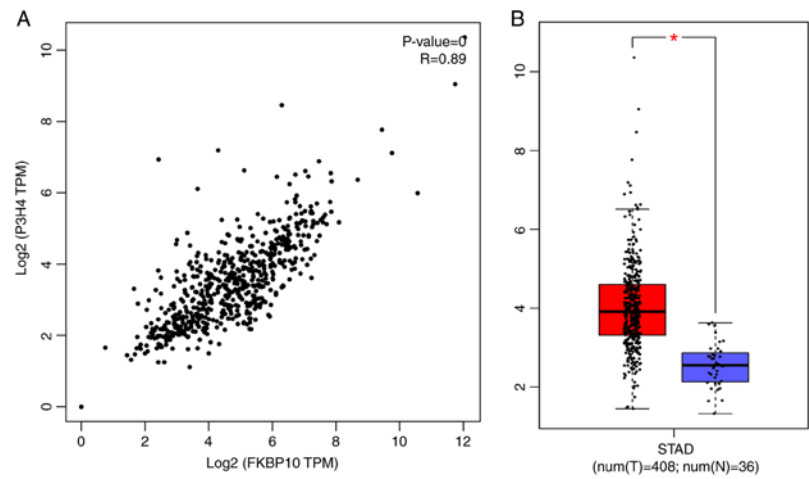 A
P-value=0
R=0.89
Log2 (P3H4 TPM)
10
8
6
4
2
0
0 2 4 6 8 10 12
Log2 (FKBP10 TPM)
B
*
10
8
6
4
2
STAD
(num(T)=408; num(N)=36)